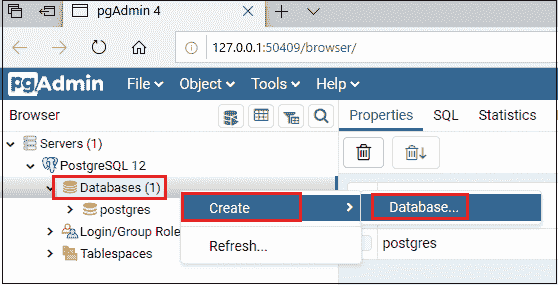 pgAdmin 4
127.0.0.1:50409/browser/
pgAdmin File Object Tools Help
Browser
Properties SQL Statistics
Servers (1)
PostgreSQL 12
Databases (1)
Create
Database...
postgres
Login/Group Role
Refresh...
postgres
Tablespaces